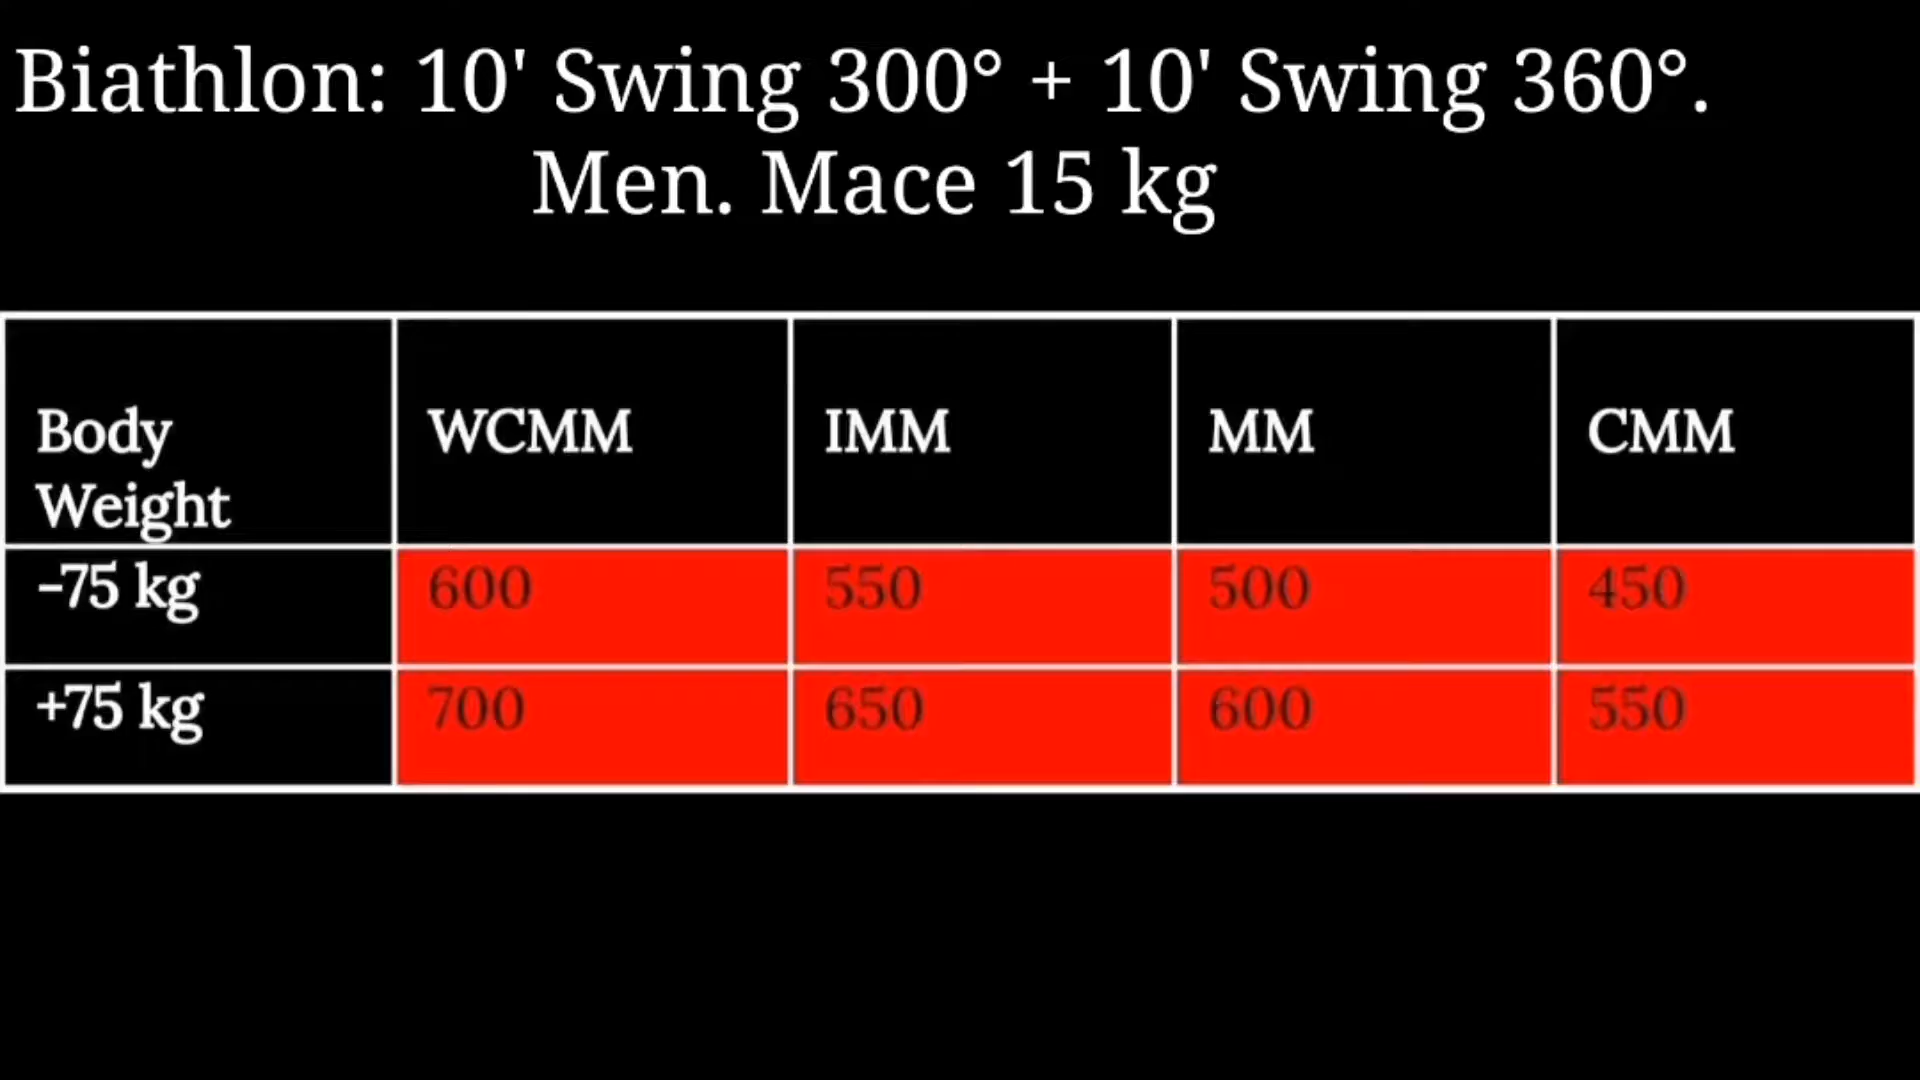 Biathlon: 10' Swing 300° + 10' Swing 360°.
Men. Mace 15 kg
Body Weight WCMM IMM MM CMM
-75 kg 600 550 500 450
+75 kg 700 650 600 550